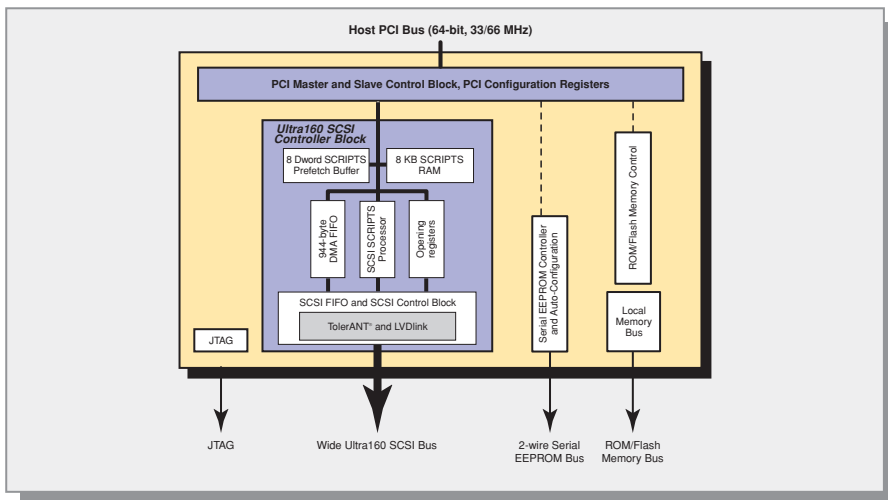 Host PCI Bus (64-bit, 33/66 MHz)
PCI Master and Slave Control Block, PCI Configuration Registers
Ultra160 SCSI
Controller Block
8 Dword SCRIPTS
Prefetch Buffer
8 KB SCRIPTS
RAM
944-byte
DMA FIFO
SCSI SCRIPTS
Processor
Opening
registers
SCSI FIFO and SCSI Control Block
TolerANT® and LVDlink
JTAG
Serial EEPROM Controller
and Auto-Configuration
ROM/Flash Memory Control
Local
Memory
Bus
JTAG
Wide Ultra160 SCSI Bus
2-wire Serial
EEPROM Bus
ROM/Flash
Memory Bus